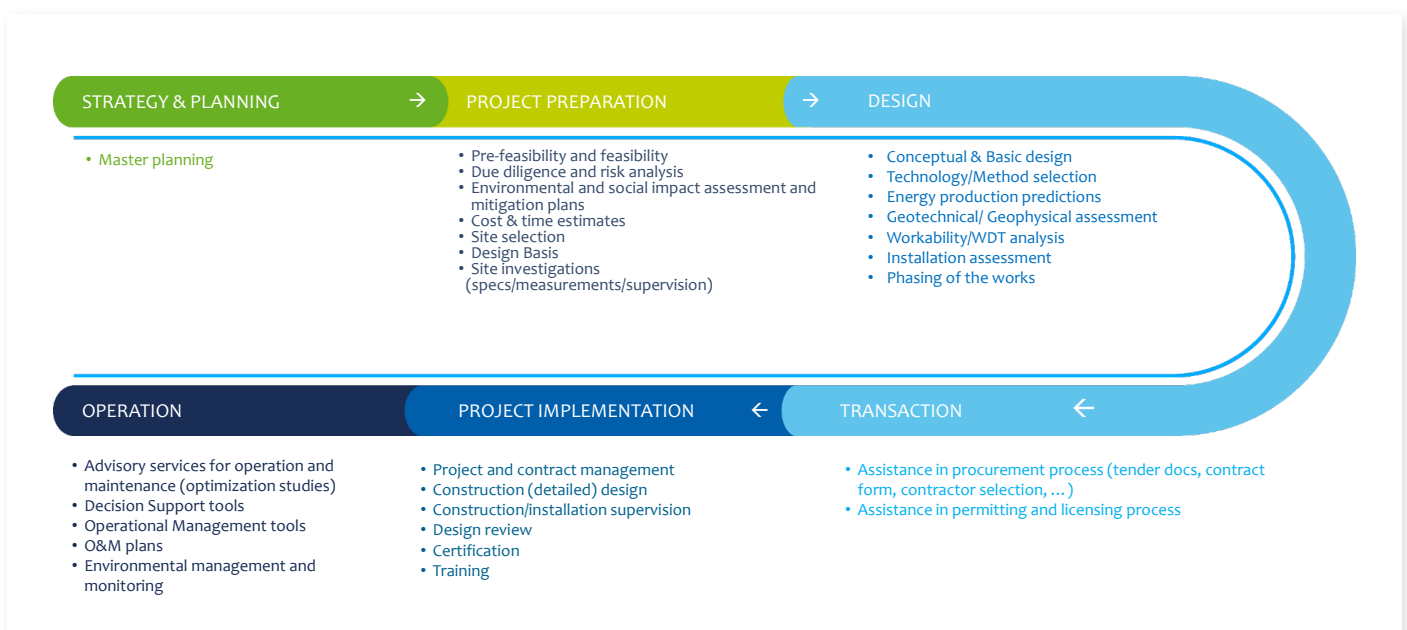 STRATEGY & PLANNING → PROJECT PREPARATION → DESIGN
• Master planning
• Pre-feasibility and feasibility
• Due diligence and risk analysis
• Environmental and social impact assessment and
mitigation plans
• Cost & time estimates
• Site selection
• Design Basis
• Site investigations
(specs/measurements/supervision)
• Conceptual & Basic design
• Technology/Method selection
• Energy production predictions
• Geotechnical/ Geophysical assessment
• Workability/WDT analysis
• Installation assessment
• Phasing of the works
OPERATION PROJECT IMPLEMENTATION ← TRANSACTION ←
• Advisory services for operation and
maintenance (optimization studies)
• Decision Support tools
• Operational Management tools
• O&M plans
• Environmental management and
monitoring
• Project and contract management
• Construction (detailed) design
• Construction/installation supervision
• Design review
• Certification
• Training
• Assistance in procurement process (tender docs, contract
form, contractor selection, ... )
• Assistance in permitting and licensing process